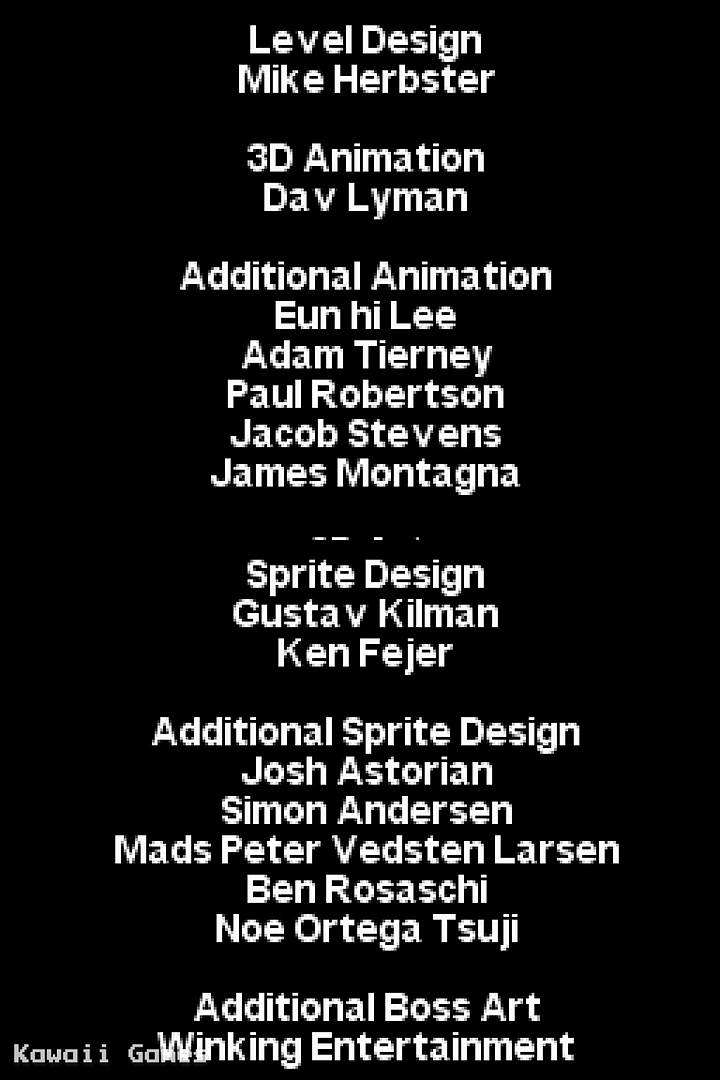 Level Design
Mike Herbster
3D Animation
Dav Lyman
Additional Animation
Eun hi Lee
Adam Tierney
Paul Robertson
Jacob Stevens
James Montagna
Sprite Design
Gustav Kilman
Ken Fejer
Additional Sprite Design
Josh Astorian
Simon Andersen
Mads Peter Vedsten Larsen
Ben Rosaschi
Noe Ortega Tsuji
Additional Boss Art
Winking Entertainment
Kawaii Games